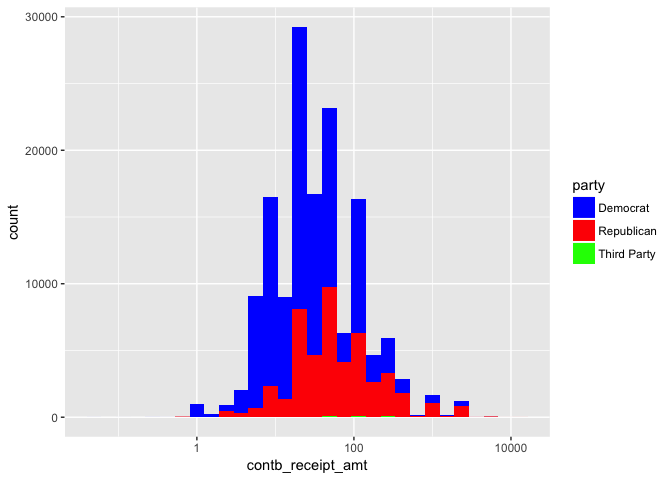 30000
20000
10000
0
count
1
100
10000
contb_receipt_amt
party
Democrat
Republican
Third Party